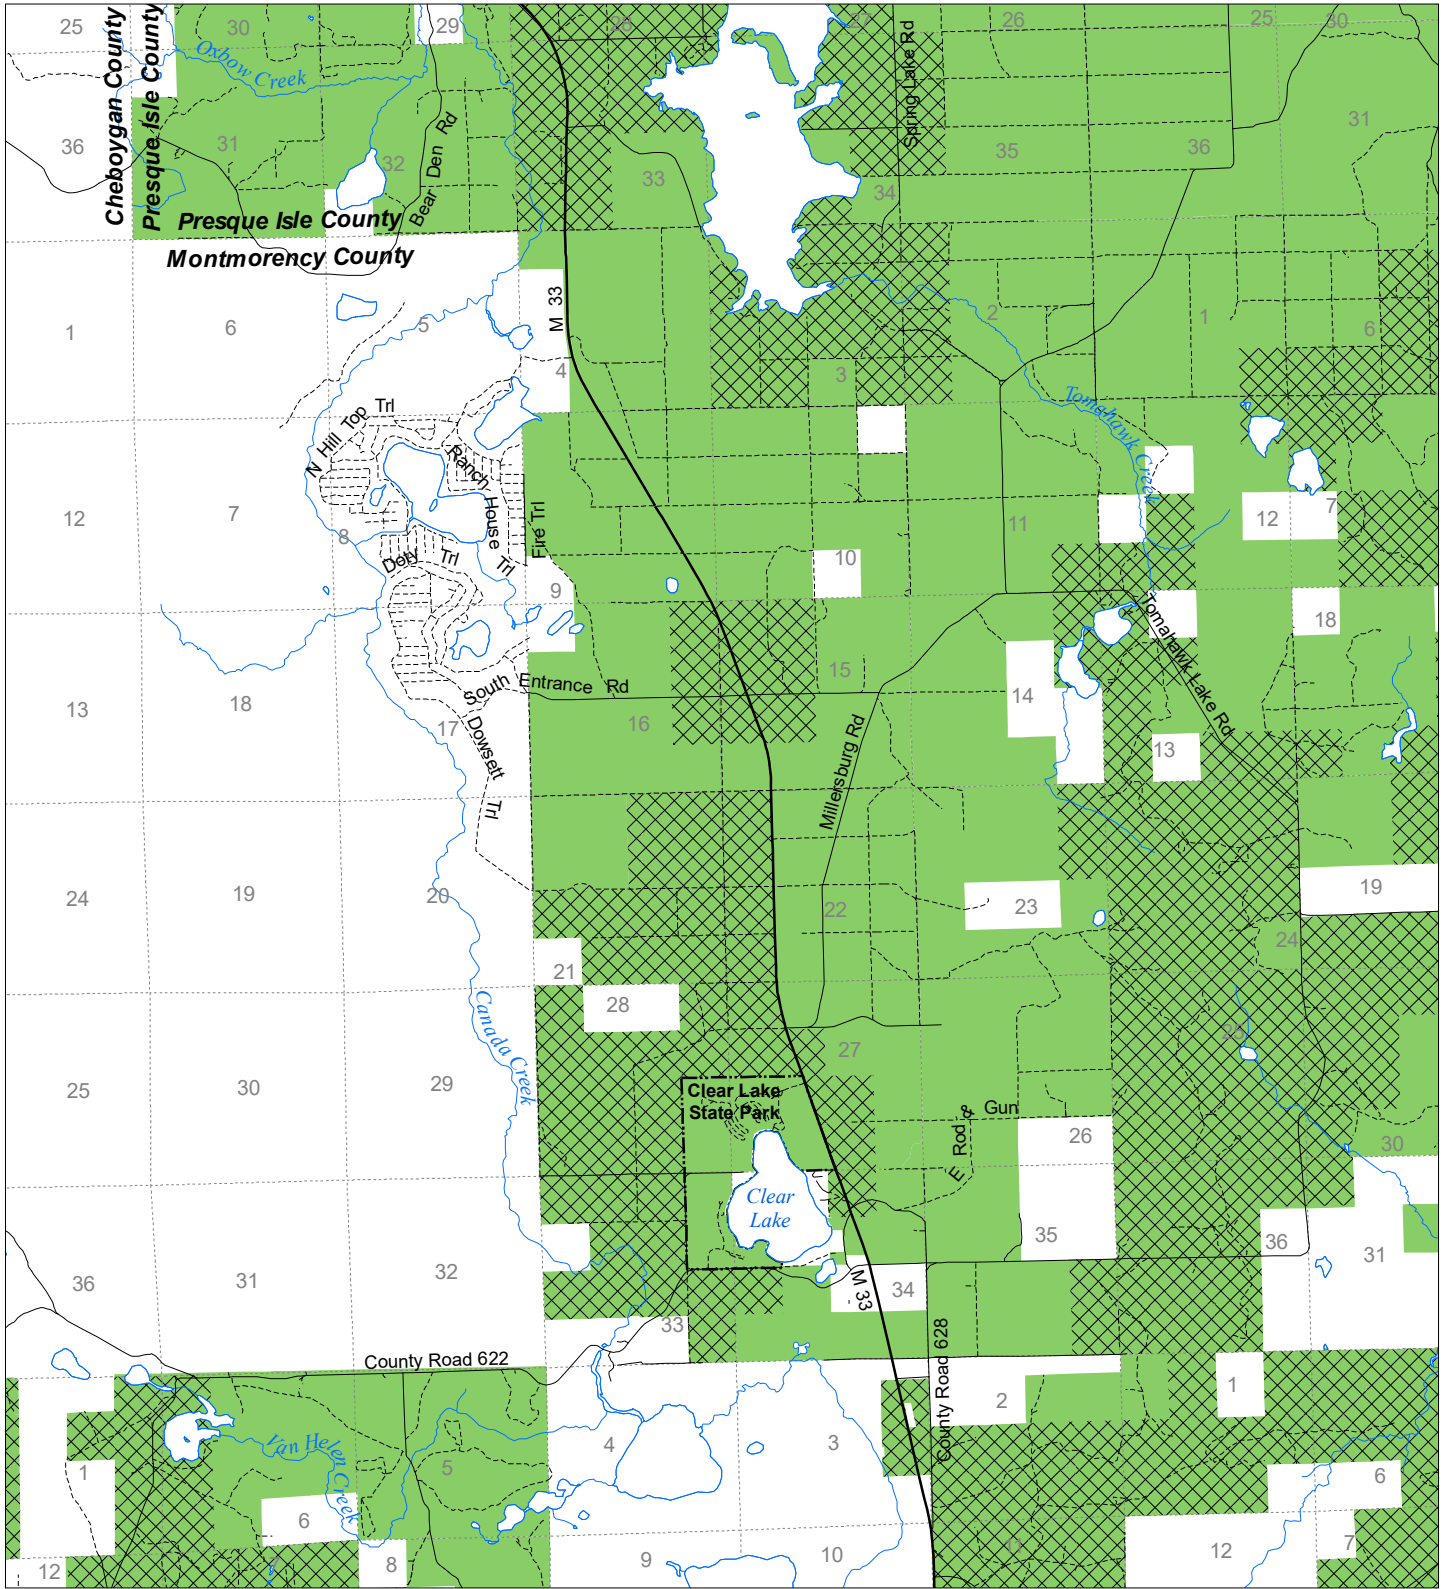 25
30
29
28
27
26
25
30
Oxbow Creek
Cheboygan County
Presque Isle County
Spring Lake Rd
36
31
32
Bear Den Rd
33
34
35
36
31
Presque Isle County
Montmorency County
M 33
1
6
5
4
3
2
1
6
N Hill Top Trl
Ranch House Trl
Fire Trl
Tomahawk Creek
12
7
8
Doty Trl
9
10
11
12
7
Tomahawk Lake Rd
13
18
17
South Entrance Rd
S Dowsett Trl
16
15
14
13
18
Millersburg Rd
24
19
20
21
22
23
24
19
Canada Creek
25
30
29
28
27
26
25
30
Clear Lake
State Park
E Rod & Gun
Clear
Lake
36
31
32
33
34
35
36
31
M 33
County Road 622
County Road 628
1
6
5
4
3
2
1
6
Van Helen Creek
12
7
8
9
10
11
12
7